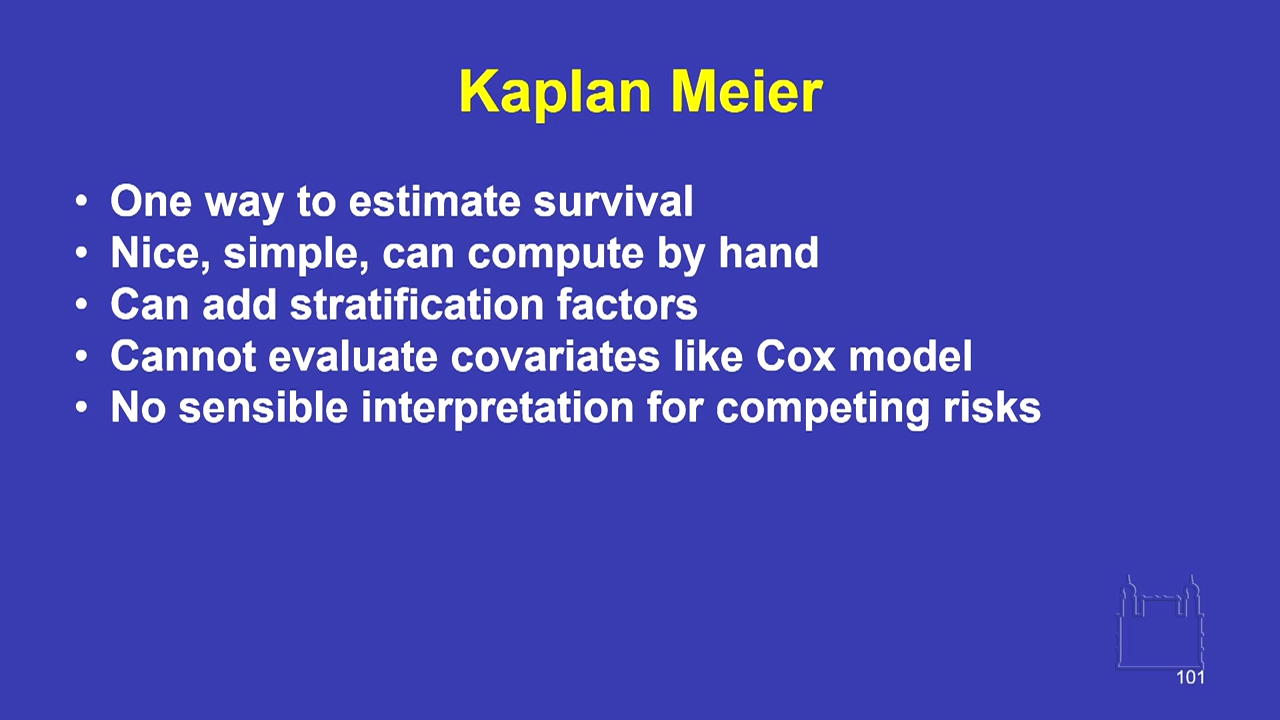 Kaplan Meier
• One way to estimate survival
• Nice, simple, can compute by hand
• Can add stratification factors
• Cannot evaluate covariates like Cox model
• No sensible interpretation for competing risks
101